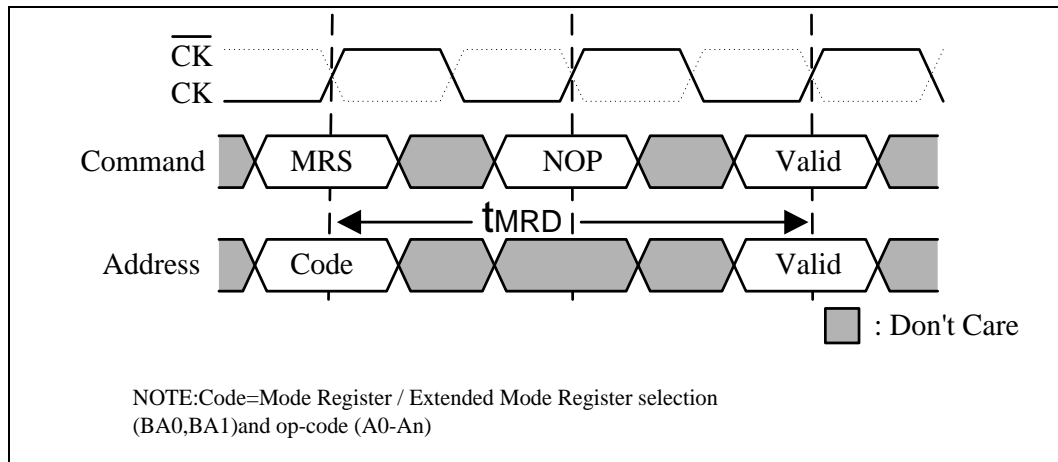 CK
CK
Command MRS NOP Valid
tMRD
Address Code Valid
: Don't Care
NOTE:Code=Mode Register / Extended Mode Register selection
(BA0,BA1)and op-code (A0-An)